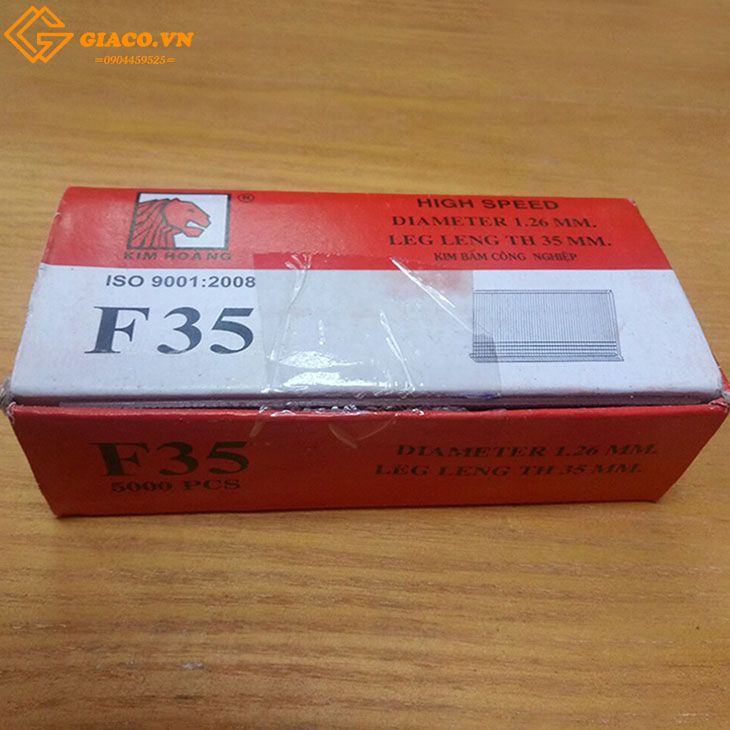 GIACO.VN
=0904459525=
®
KIM HOANG
HIGH SPEED
DIAMETER 1.26 MM.
LEG LENG TH 35 MM.
KIM BẤM CÔNG NGHIỆP
ISO 9001:2008
F35
F35
5000 PCS
DIAMETER 1.26 MM.
LEG LENG TH 35 MM.